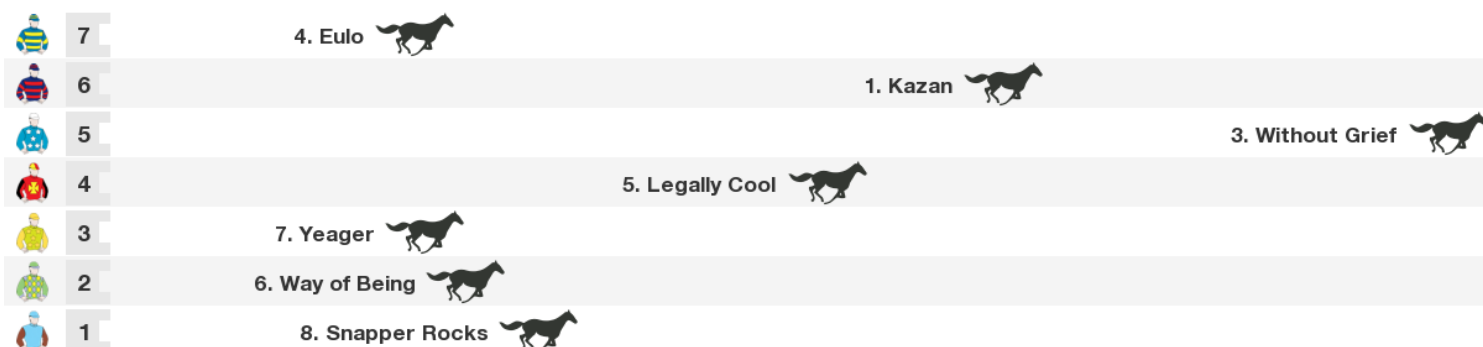 7 4. Eulo
6 1. Kazan
5 3. Without Grief
4 5. Legally Cool
3 7. Yeager
2 6. Way of Being
1 8. Snapper Rocks